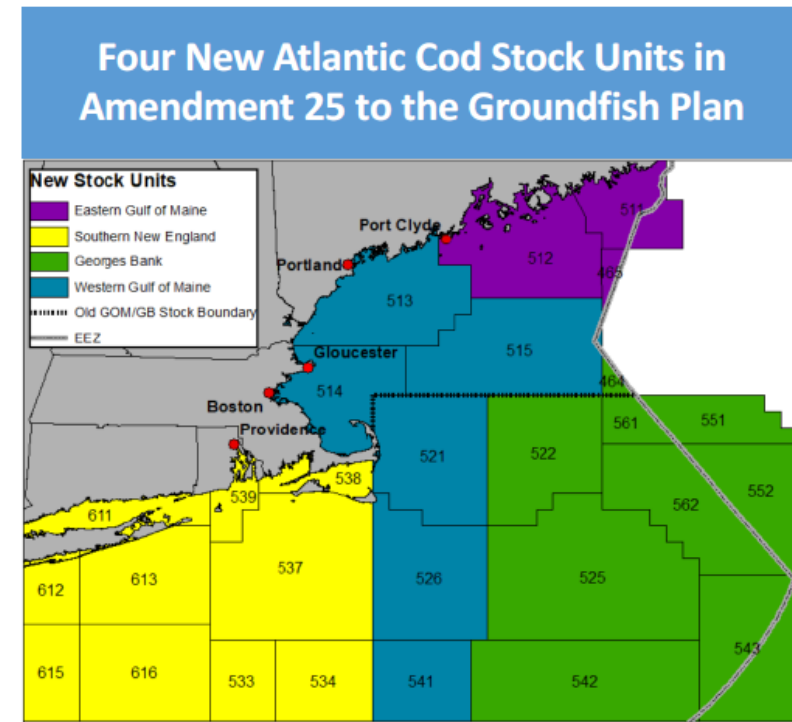 Four New Atlantic Cod Stock Units in
Amendment 25 to the Groundfish Plan
New Stock Units
Eastern Gulf of Maine
Southern New England
Georges Bank
Western Gulf of Maine
Old GOM/GB Stock Boundary
EEZ
Port Clyde
511
512
465
Portland
513
515
Gloucester
464
514
Boston
561
551
Providence
521
522
538
552
539
562
611
537
526
525
612
613
543
615
616
533
534
541
542